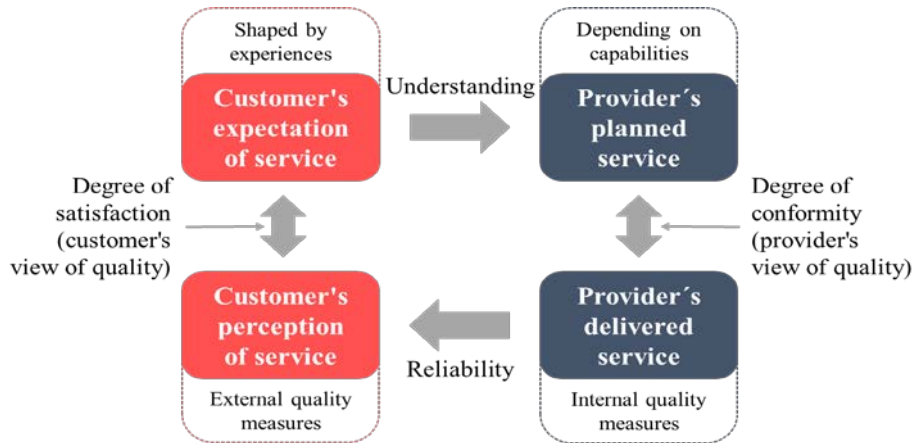 Shaped by
experiences
Customer's
expectation
of service
Understanding
Depending on
capabilities
Provider´s
planned
service
Degree of
satisfaction
(customer's
view of quality)
Degree of
conformity
(provider's
view of quality)
Customer's
perception
of service
External quality
measures
Reliability
Provider´s
delivered
service
Internal quality
measures